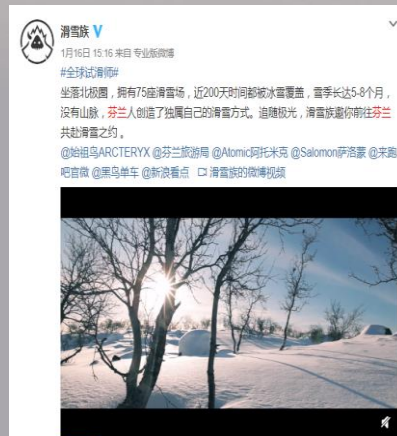 滑雪族 V
1月16日 15:16 来自 专业版微博
#全球试滑师#
坐落北极圈，拥有75座滑雪场，近200天时间都被冰雪覆盖，雪季长达5-8个月，
没有山脉，芬兰人创造了独属自己的滑雪方式。追随极光，滑雪族邀你前往芬兰
共赴滑雪之约 。
@始祖鸟ARCTERYX @芬兰旅游局 @Atomic阿托米克 @Salomon萨洛蒙 @来跑
吧官微 @黑鸟单车 @新浪看点 滑雪族的微博视频